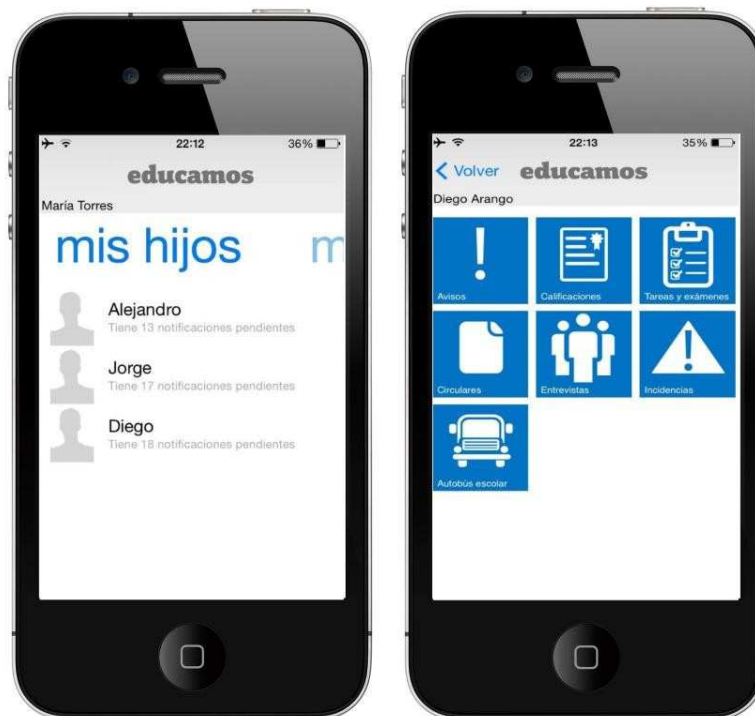 22:12
36%
educamos
María Torres
mis hijos
m
Alejandro
Tiene 13 notificaciones pendientes
Jorge
Tiene 17 notificaciones pendientes
Diego
Tiene 18 notificaciones pendientes
22:13
35%
Volver
educamos
Diego Arango
Avisos
Calificaciones
Tareas y exámenes
Circulares
Entrevistas
Incidencias
Autobús escolar